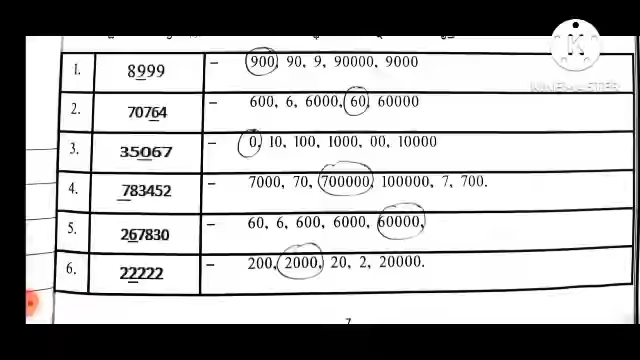 KINEMASTER
1. 8999 – 900, 90, 9, 90000, 9000
2. 70764 – 600, 6, 6000, 60, 60000
3. 35067 – 0, 10, 100, 1000, 00, 10000
4. 783452 – 7000, 70, 700000, 100000, 7, 700.
5. 267830 – 60, 6, 600, 6000, 60000,
6. 22222 – 200, 2000, 20, 2, 20000.
7